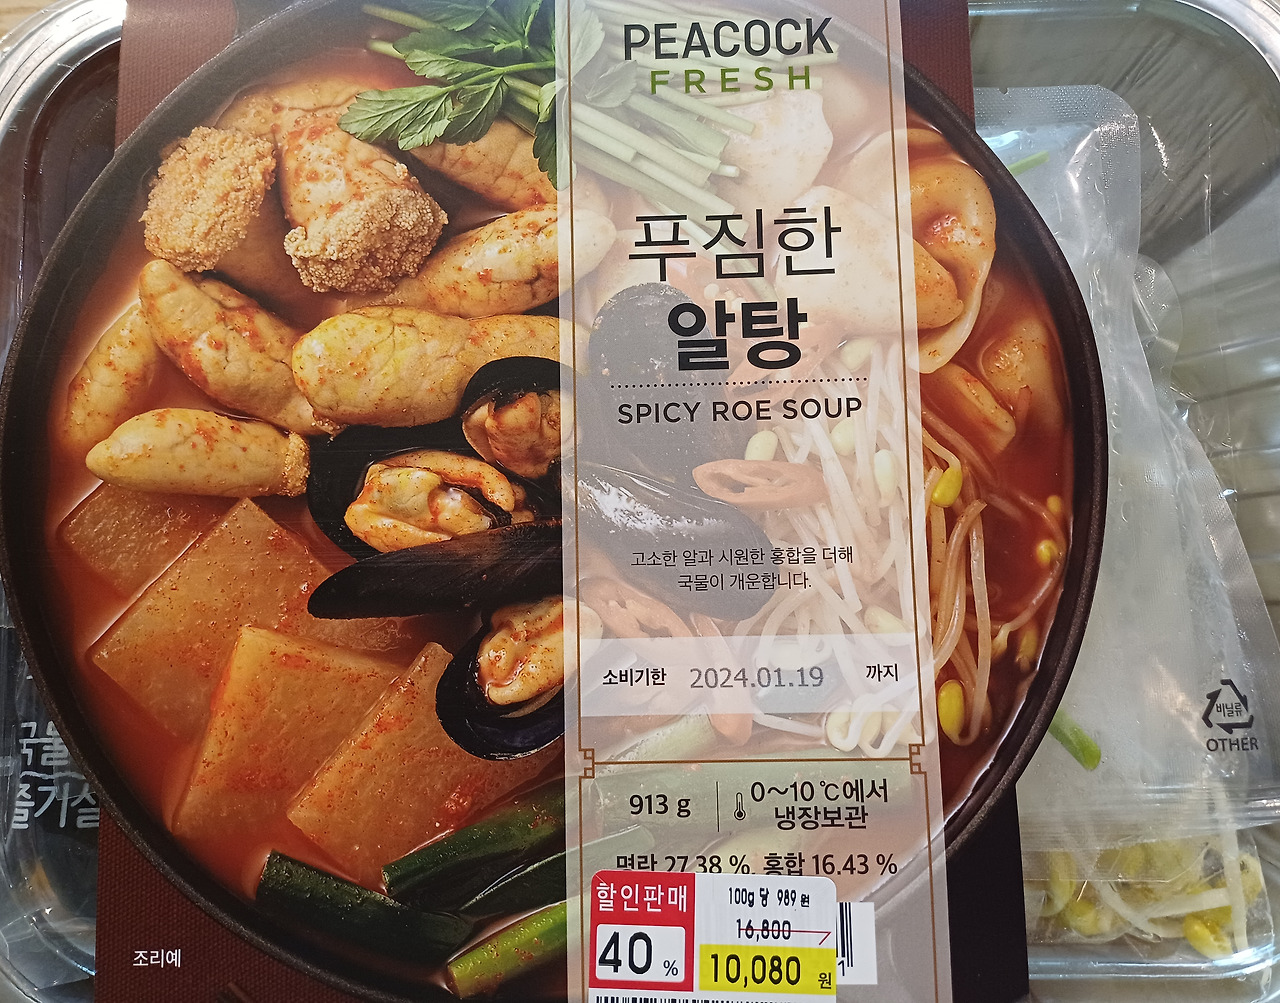 PEACOCK
FRESH
푸짐한
알탕
SPICY ROE SOUP
고소한 알과 시원한 홍합을 더해
국물이 개운합니다.
소비기한 2024.01.19 까지
913 g
0~10 ℃에서
냉장보관
명란 27.38 %, 홍합 16.43 %
할인판매
40 %
100g 당 989 원
16,800
10,080 원
1
조리예
비닐류
OTHER